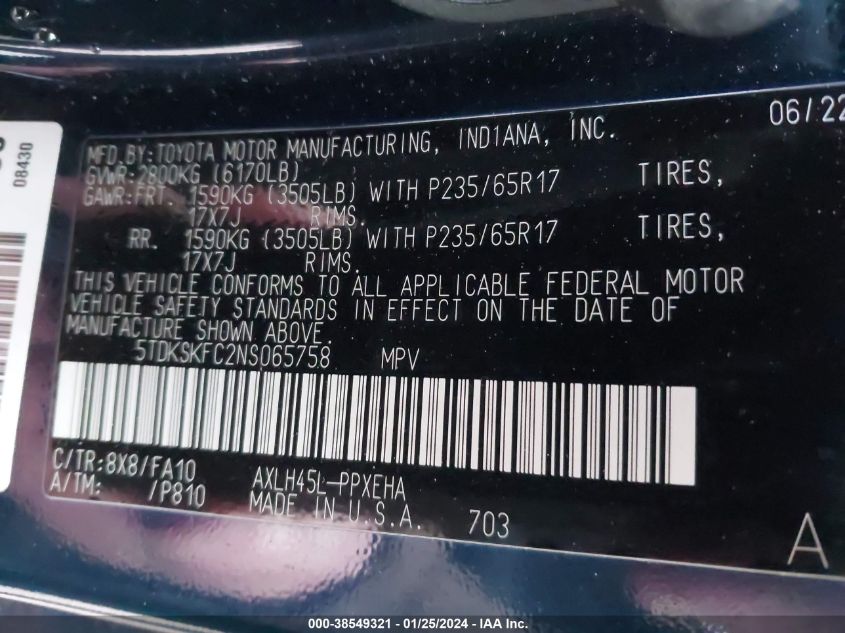 08430
06/22
MFD.BY:TOYOTA MOTOR MANUFACTURING, INDIANA, INC.
GVWR:2800KG (6170LB)
GAWR:FRT. 1590KG (3505LB) WITH P235/65R17 TIRES,
17X7J RIMS.
RR. 1590KG (3505LB) WITH P235/65R17 TIRES,
17X7J RIMS.
THIS VEHICLE CONFORMS TO ALL APPLICABLE FEDERAL MOTOR
VEHICLE SAFETY STANDARDS IN EFFECT ON THE DATE OF
MANUFACTURE SHOWN ABOVE.
5TDKSKFC2NS065758 MPV
C/TR:8X8/FA10 AXLH45L-PPXEHA
A/TM: /P810 MADE IN U.S.A. 703
A
000-38549321 / 01/25/2024 - IAA Inc.